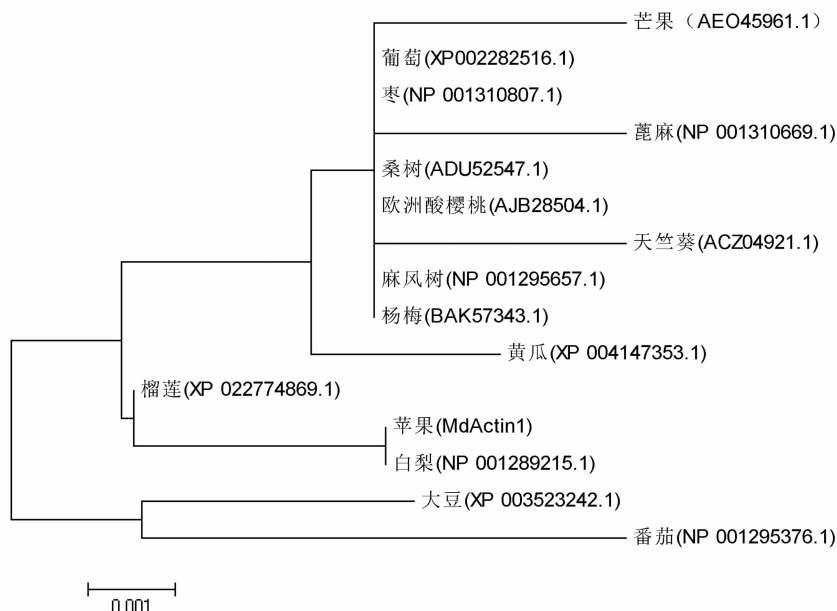 芒果（AEO45961.1）
葡萄(XP002282516.1)
枣(NP 001310807.1)
蓖麻(NP 001310669.1)
桑树(ADU52547.1)
欧洲酸樱桃(AJB28504.1)
天竺葵(ACZ04921.1)
麻风树(NP 001295657.1)
杨梅(BAK57343.1)
黄瓜(XP 004147353.1)
榴莲(XP 022774869.1)
苹果(MdActin1)
白梨(NP 001289215.1)
大豆(XP 003523242.1)
番茄(NP 001295376.1)
0.001